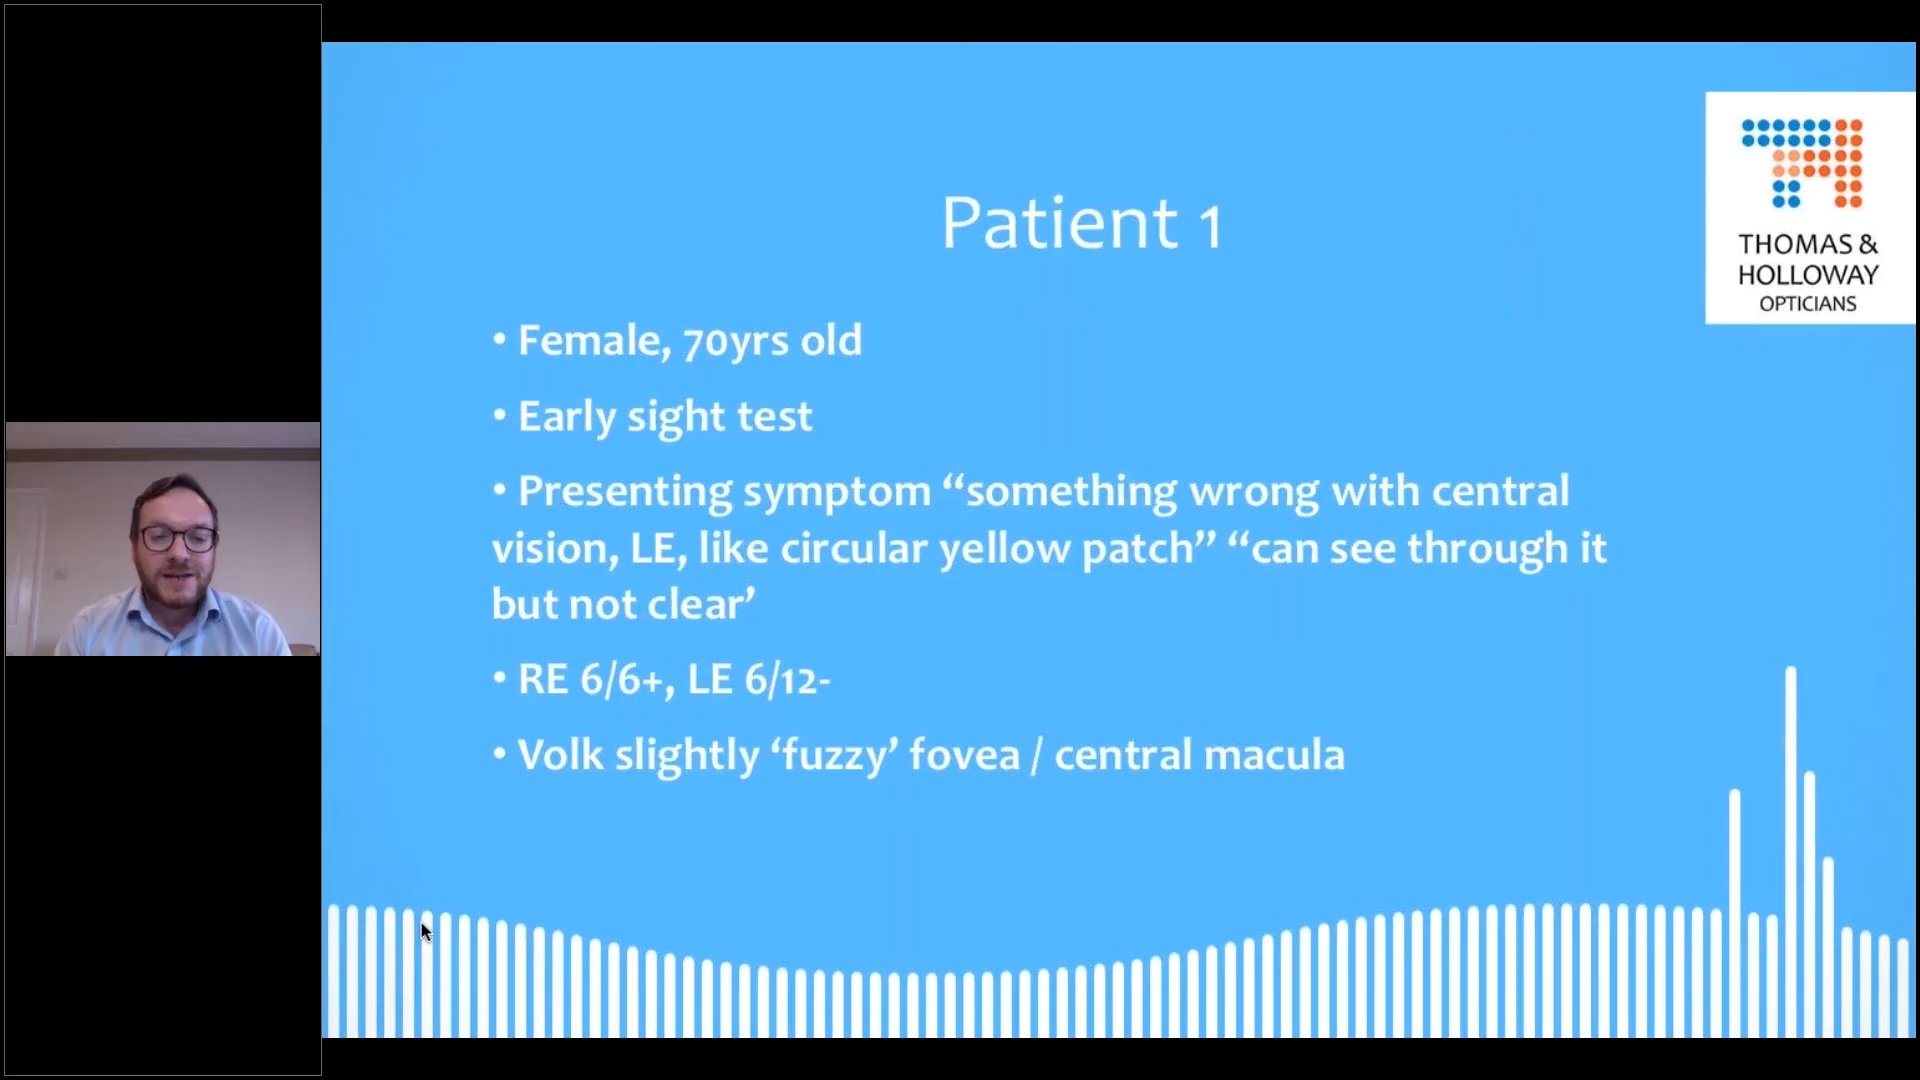 Patient 1
THOMAS &
HOLLOWAY
OPTICIANS
• Female, 70yrs old
• Early sight test
• Presenting symptom “something wrong with central
vision, LE, like circular yellow patch” “can see through it
but not clear’
• RE 6/6+, LE 6/12-
• Volk slightly ‘fuzzy’ fovea / central macula